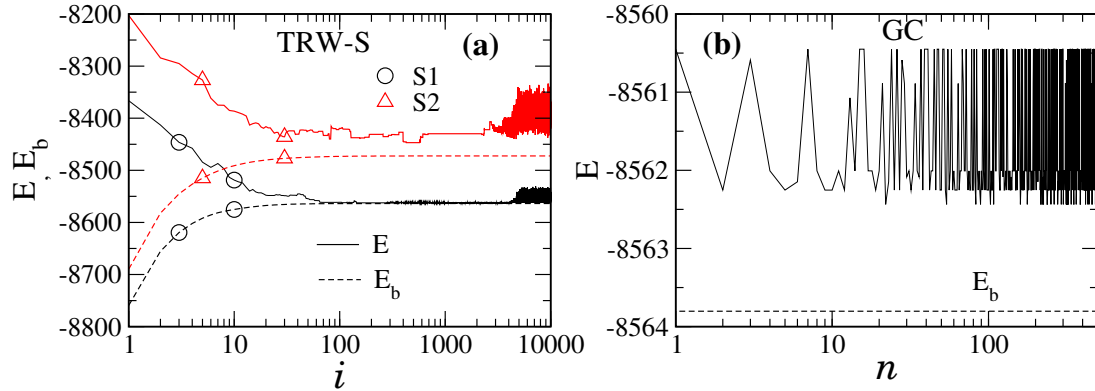 TRW-S
(a)
S1
S2
E
E_b
E , E_b
-8200
-8300
-8400
-8500
-8600
-8700
-8800
1
10
100
1000
10000
i
(b)
GC
E_b
E
-8560
-8561
-8562
-8563
-8564
1
10
100
n